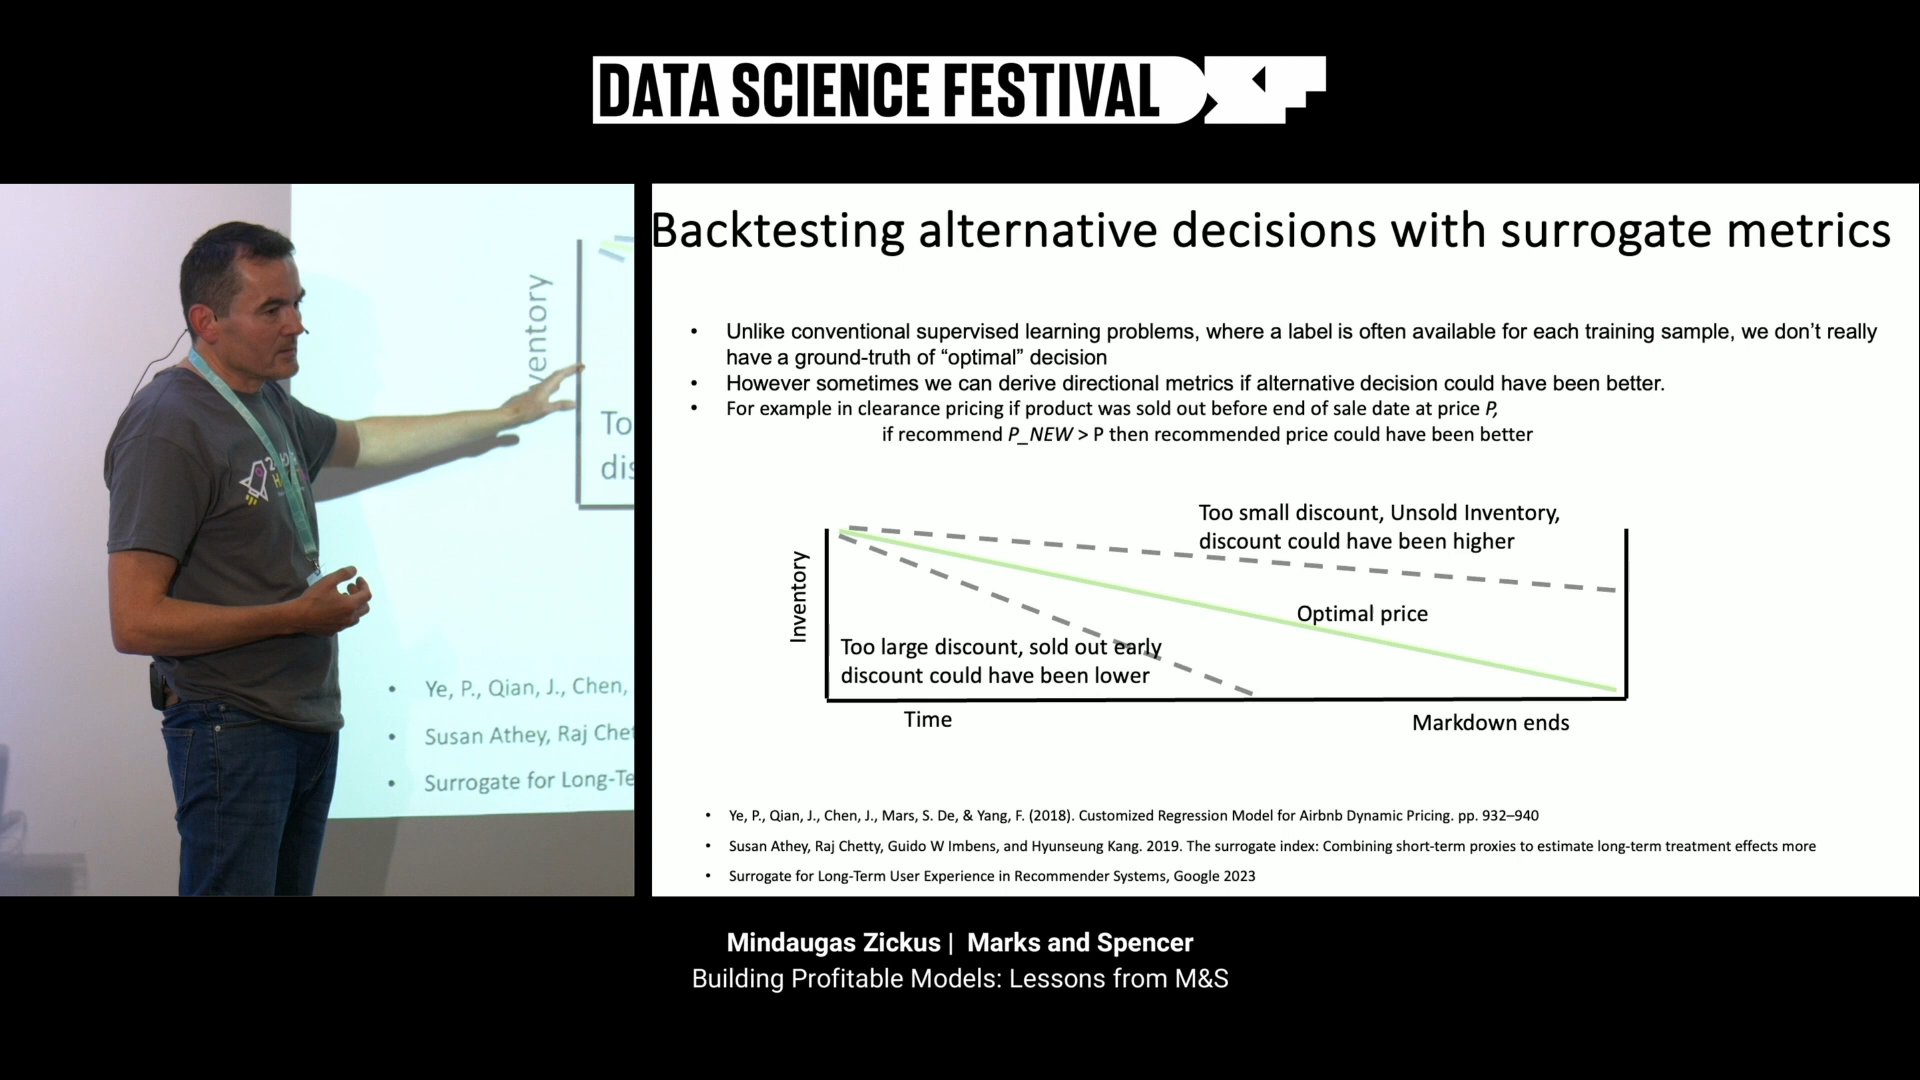 DATA SCIENCE FESTIVAL
ventory
To
dis
Ye, P., Qian, J., Chen,
Susan Athey, Raj Che
Surrogate for Long-Te
Backtesting alternative decisions with surrogate metrics
• Unlike conventional supervised learning problems, where a label is often available for each training sample, we don’t really
have a ground-truth of “optimal” decision
• However sometimes we can derive directional metrics if alternative decision could have been better.
• For example in clearance pricing if product was sold out before end of sale date at price P,
if recommend P_NEW > P then recommended price could have been better
Too small discount, Unsold Inventory,
discount could have been higher
Inventory
Optimal price
Too large discount, sold out early
discount could have been lower
Time
Markdown ends
• Ye, P., Qian, J., Chen, J., Mars, S. De, & Yang, F. (2018). Customized Regression Model for Airbnb Dynamic Pricing. pp. 932–940
• Susan Athey, Raj Chetty, Guido W Imbens, and Hyunseung Kang. 2019. The surrogate index: Combining short-term proxies to estimate long-term treatment effects more
• Surrogate for Long-Term User Experience in Recommender Systems, Google 2023
Mindaugas Zickus | Marks and Spencer
Building Profitable Models: Lessons from M&S